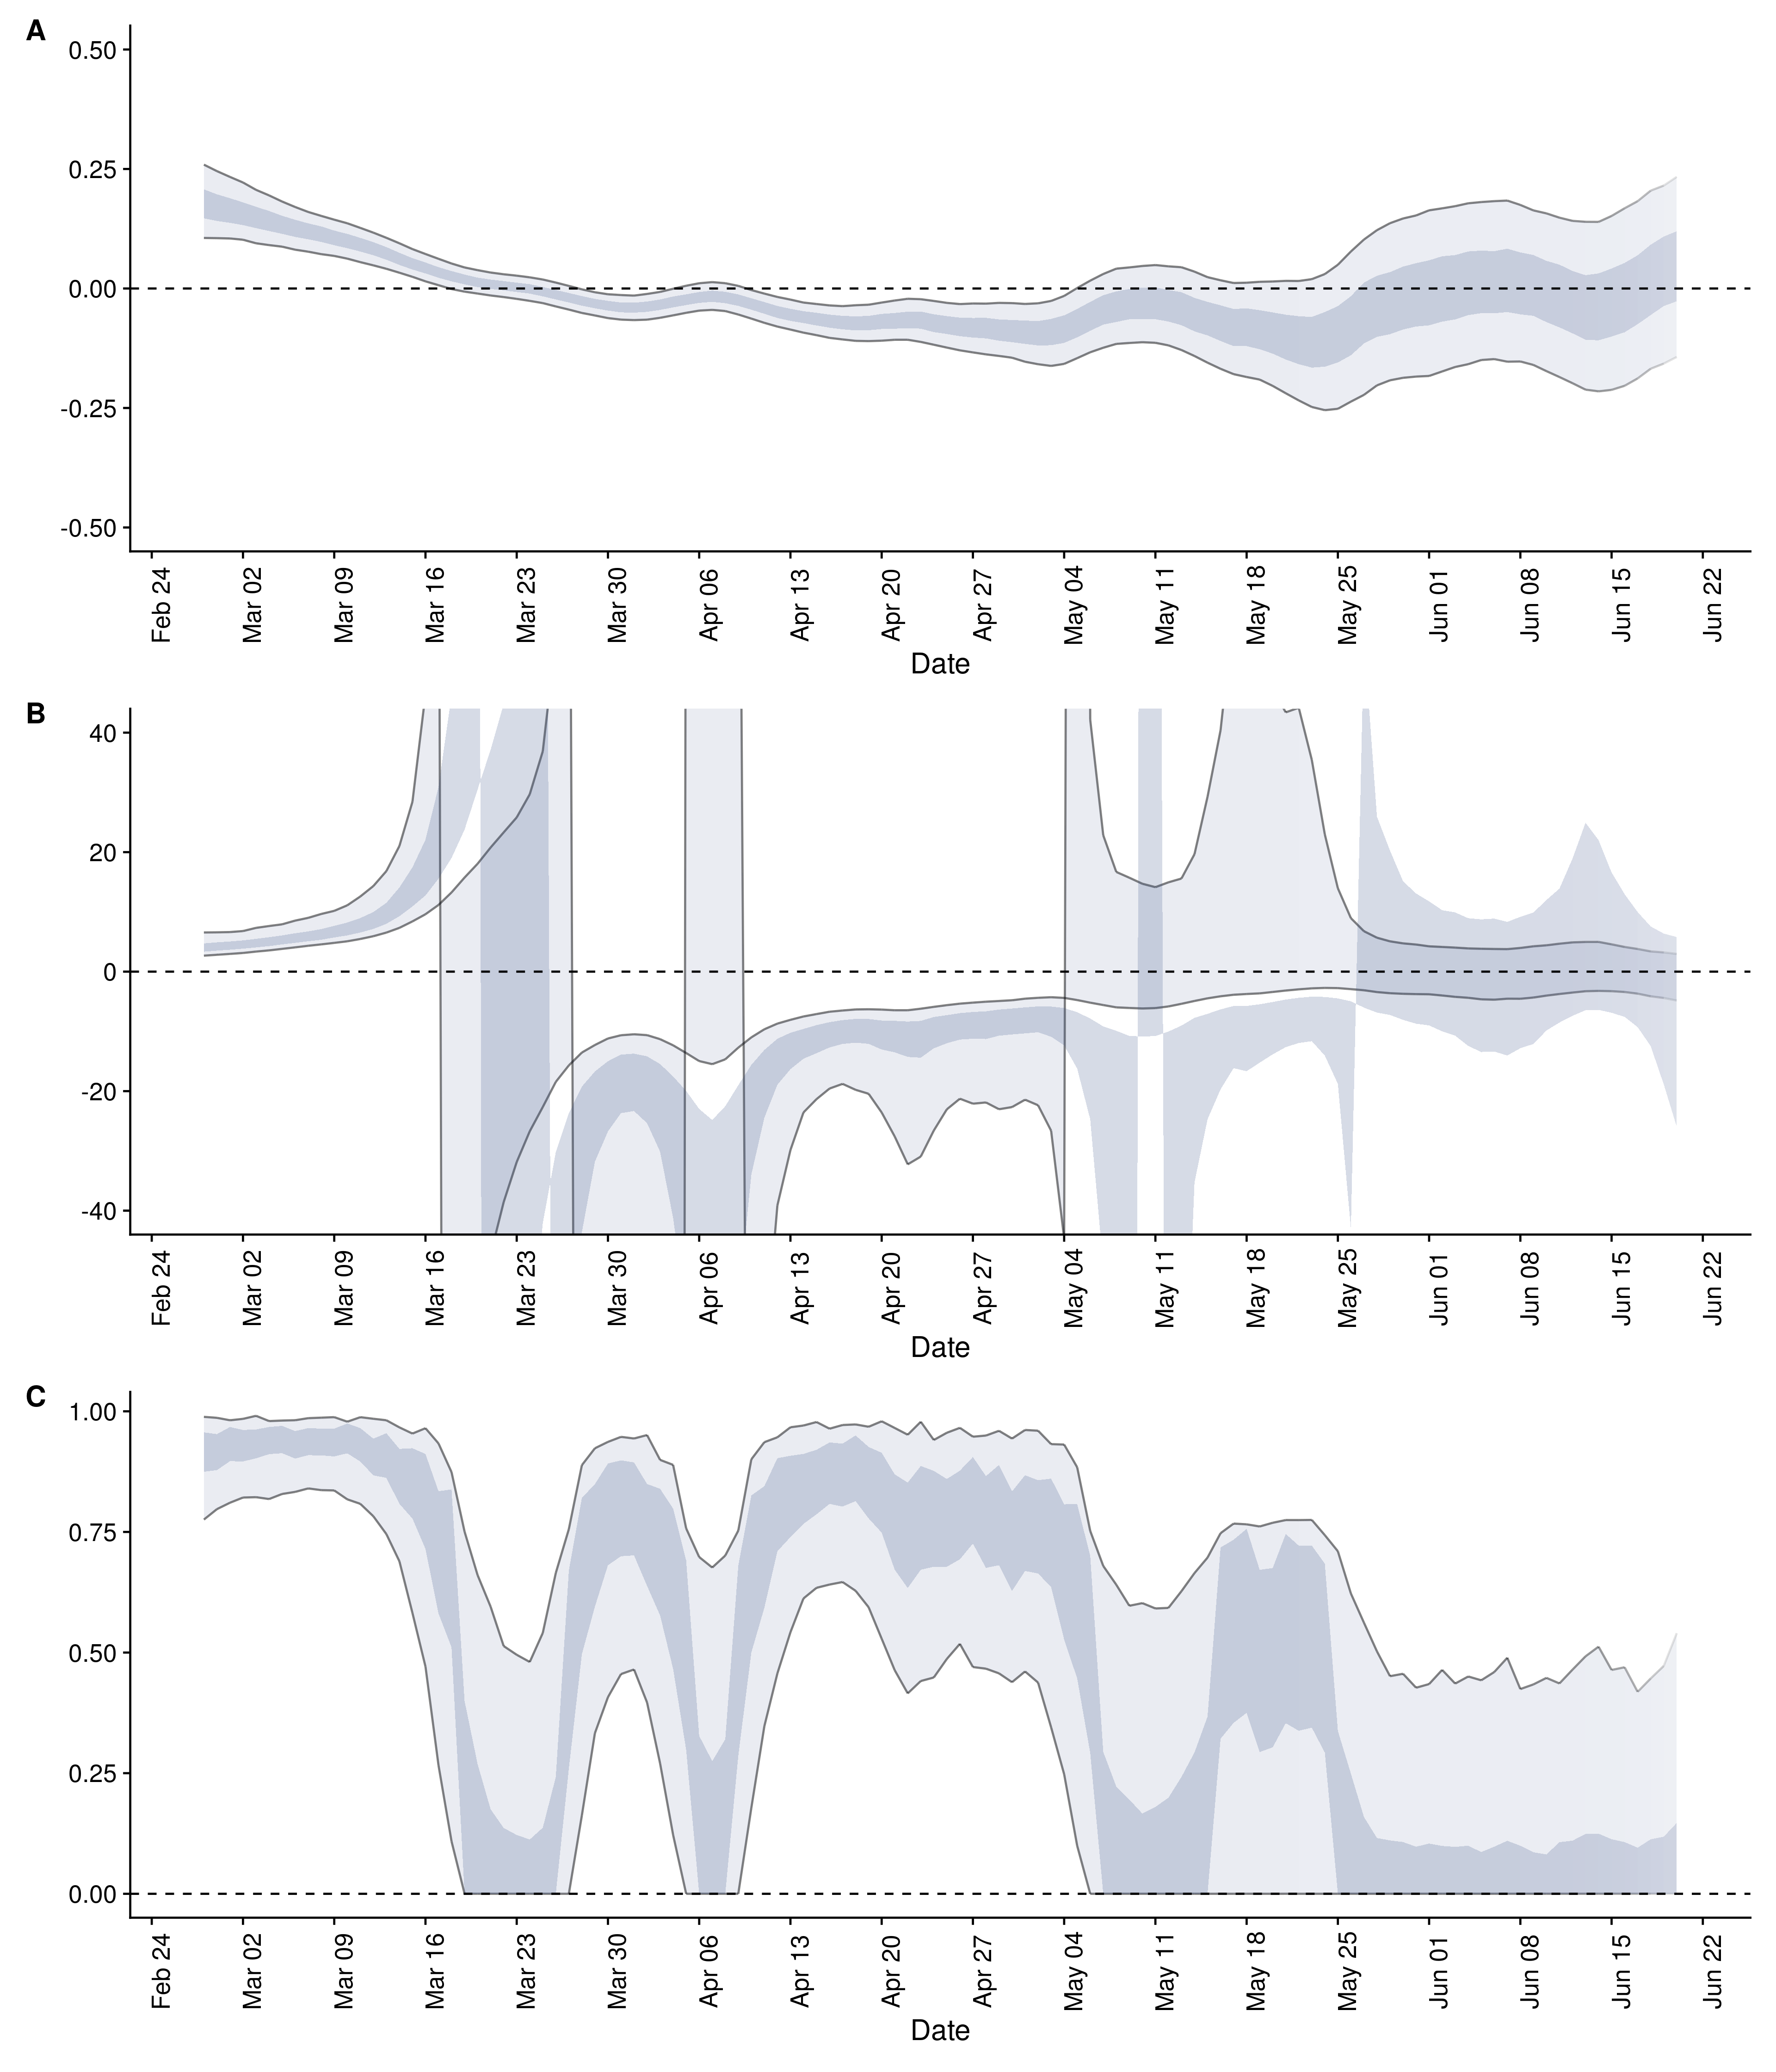 A
0.50
0.25
0.00
-0.25
-0.50
Feb 24
Mar 02
Mar 09
Mar 16
Mar 23
Mar 30
Apr 06
Apr 13
Apr 20
Apr 27
May 04
May 11
May 18
May 25
Jun 01
Jun 08
Jun 15
Jun 22
Date
B
40
20
0
-20
-40
Feb 24
Mar 02
Mar 09
Mar 16
Mar 23
Mar 30
Apr 06
Apr 13
Apr 20
Apr 27
May 04
May 11
May 18
May 25
Jun 01
Jun 08
Jun 15
Jun 22
Date
C
1.00
0.75
0.50
0.25
0.00
Feb 24
Mar 02
Mar 09
Mar 16
Mar 23
Mar 30
Apr 06
Apr 13
Apr 20
Apr 27
May 04
May 11
May 18
May 25
Jun 01
Jun 08
Jun 15
Jun 22
Date